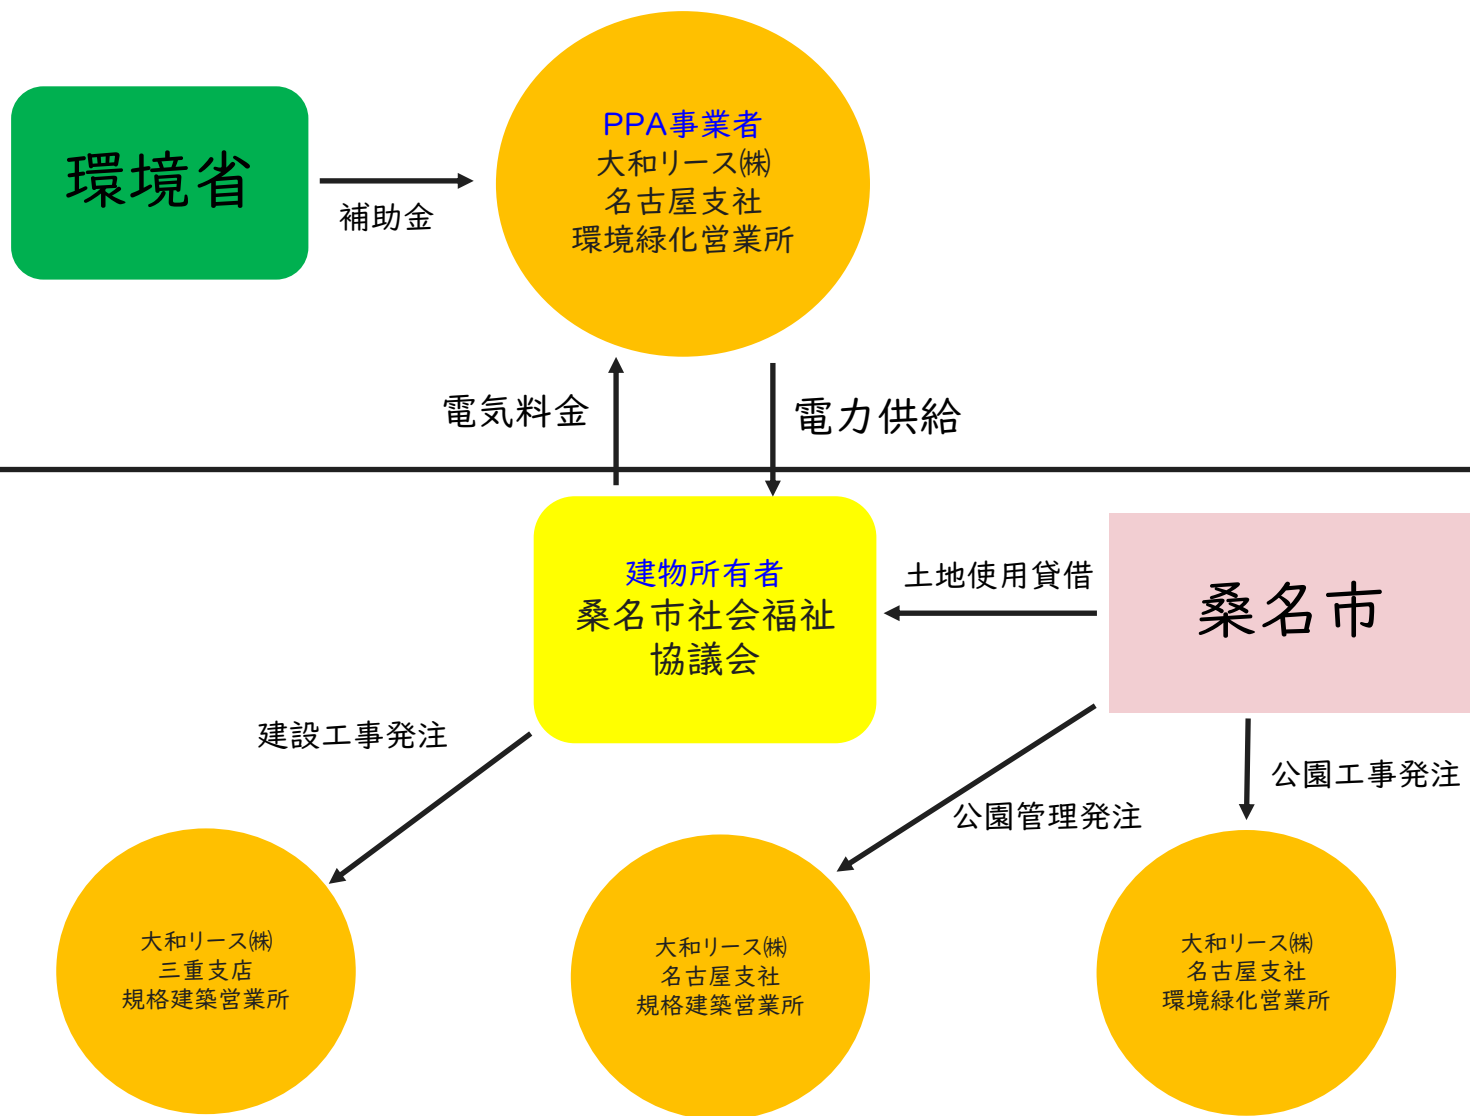 環境省
補助金
PPA事業者
大和リース㈱
名古屋支社
環境緑化営業所
電気料金
電力供給
建物所有者
桑名市社会福祉
協議会
土地使用貸借
桑名市
建設工事発注
公園管理発注
公園工事発注
大和リース㈱
三重支店
規格建築営業所
大和リース㈱
名古屋支社
規格建築営業所
大和リース㈱
名古屋支社
環境緑化営業所